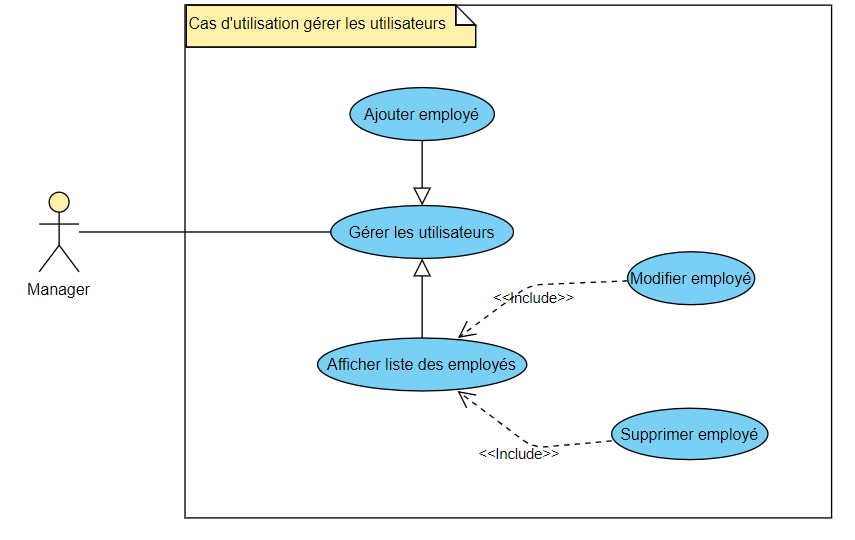 Cas d'utilisation gérer les utilisateurs
Ajouter employé
Gérer les utilisateurs
Modifier employé
<<Include>>
Manager
Afficher liste des employés
Supprimer employé
<<Include>>